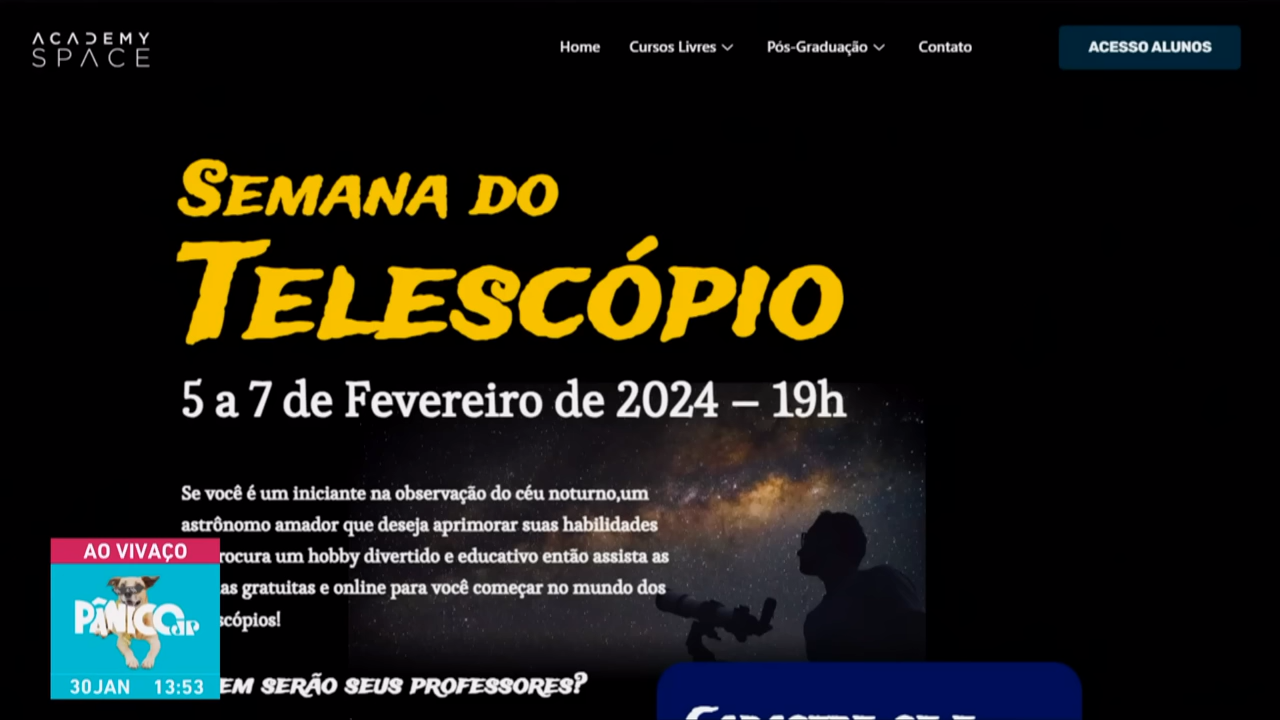 ACADEMY
SPACE
Home Cursos Livres Pós-Graduação Contato ACESSO ALUNOS
SEMANA DO
TELESCÓPIO
5 a 7 de Fevereiro de 2024 – 19h
Se você é um iniciante na observação do céu noturno,um
astrônomo amador que deseja aprimorar suas habilidades
um hobby divertido e educativo então assista as
gratuitas e online para você começar no mundo dos
AO VIVAÇO
PÂNICO JP
30 JAN 13:53
SERÃO SEUS PROFESSORES?